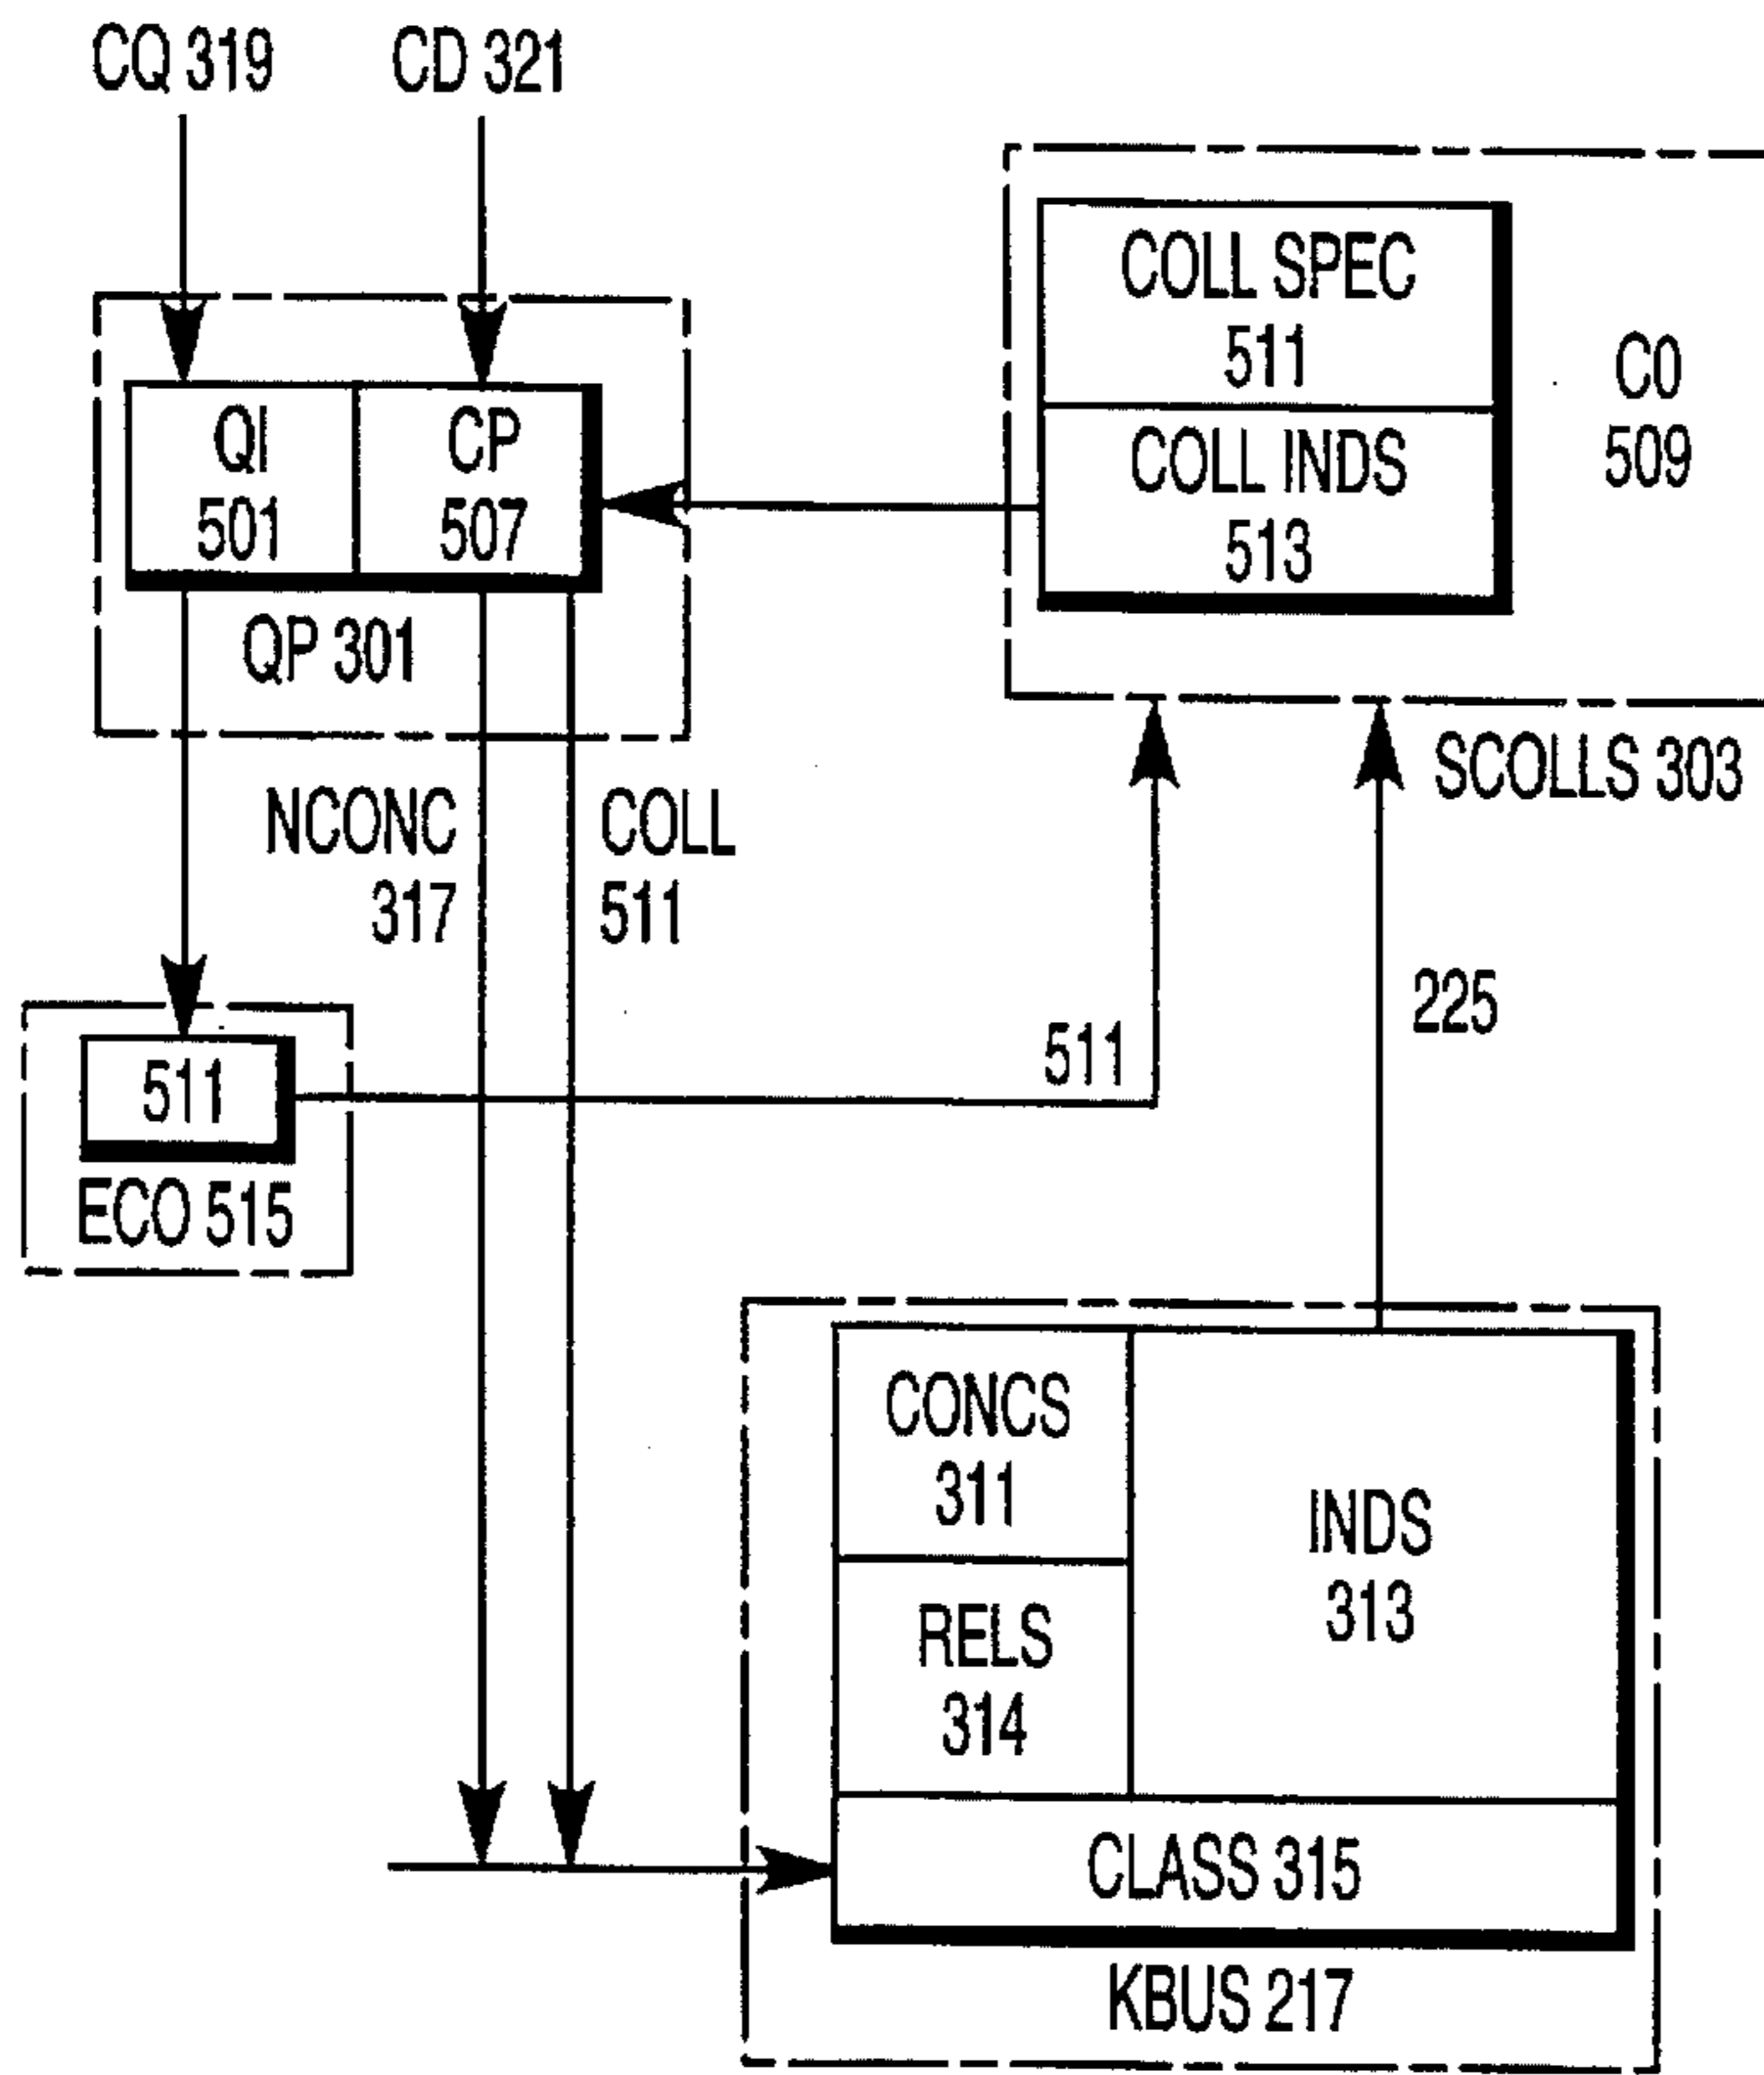 CQ 319
CD 321
COLL SPEC
511
COLL INDS
513
C0
509
QI
501
CP
507
QP 301
SCOLLS 303
NCONC
317
COLL
511
225
511
511
ECO 515
CONCS
311
INDS
313
RELS
314
CLASS 315
KBUS 217